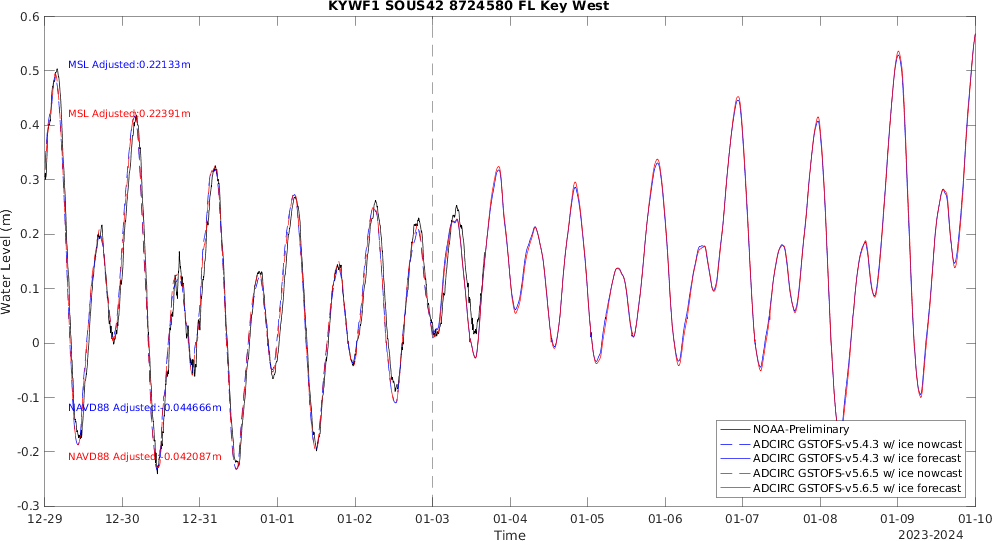 KYWF1 SOUS42 8724580 FL Key West
Water Level (m)
0.6
0.5
0.4
0.3
0.2
0.1
0
-0.1
-0.2
-0.3
MSL Adjusted:0.22133m
MSL Adjusted:0.22391m
NAVD88 Adjusted:-0.044666m
NAVD88 Adjusted:-0.042087m
NOAA-Preliminary
ADCIRC GSTOFS-v5.4.3 w/ ice nowcast
ADCIRC GSTOFS-v5.4.3 w/ ice forecast
ADCIRC GSTOFS-v5.6.5 w/ ice nowcast
ADCIRC GSTOFS-v5.6.5 w/ ice forecast
12-29 12-30 12-31 01-01 01-02 01-03 01-04 01-05 01-06 01-07 01-08 01-09 01-10
Time
2023-2024